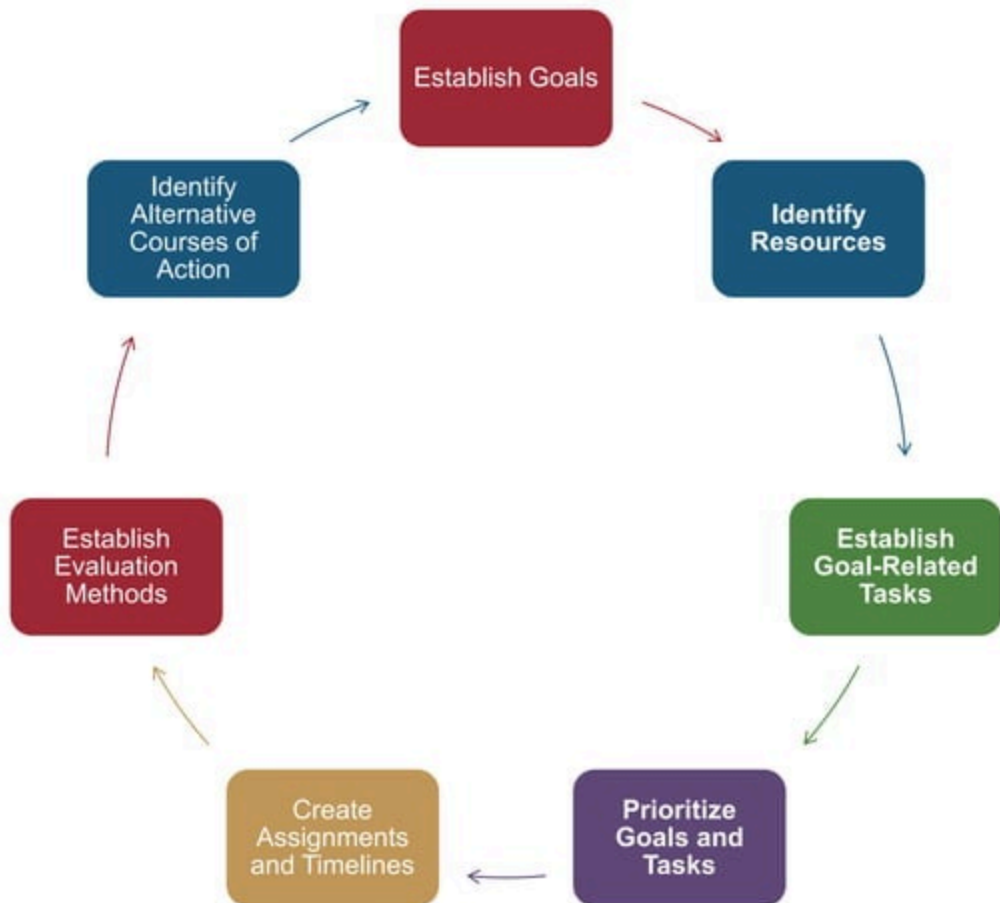 Establish Goals
Identify
Resources
Establish
Goal-Related
Tasks
Prioritize
Goals and
Tasks
Create
Assignments
and Timelines
Establish
Evaluation
Methods
Identify
Alternative
Courses of
Action